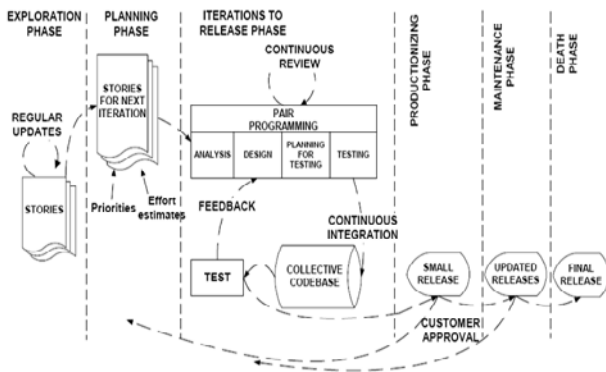 EXPLORATION
PHASE
PLANNING
PHASE
ITERATIONS TO
RELEASE PHASE
PRODUCTIONIZING
PHASE
MAINTENANCE
PHASE
DEATH
PHASE
REGULAR
UPDATES
STORIES
STORIES
FOR NEXT
ITERATION
Priorities
Effort
estimates
CONTINUOUS
REVIEW
PAIR
PROGRAMMING
ANALYSIS
DESIGN
PLANNING
FOR
TESTING
TESTING
FEEDBACK
CONTINUOUS
INTEGRATION
TEST
COLLECTIVE
CODEBASE
SMALL
RELEASE
UPDATED
RELEASES
FINAL
RELEASE
CUSTOMER
APPROVAL